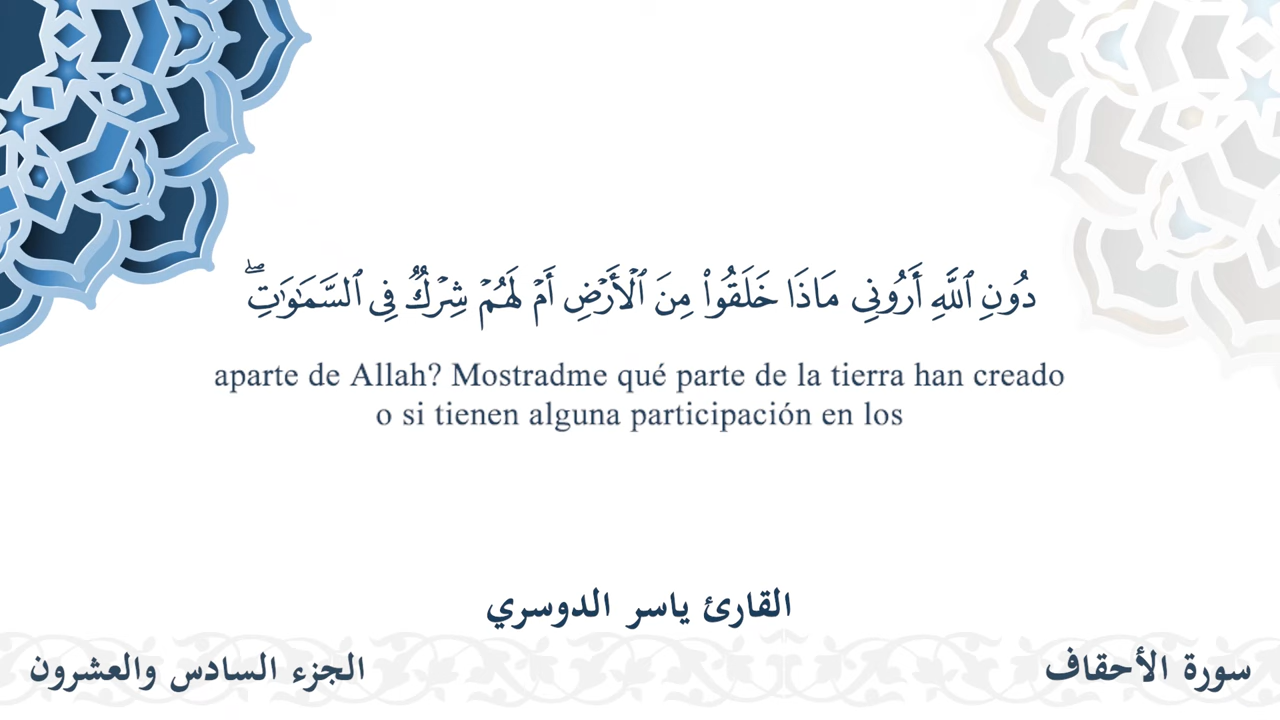 دُونِ ٱللَّهِ أَرُونِي مَاذَا خَلَقُوا۟ مِنَ ٱلْأَرْضِ أَمْ لَهُمْ شِرْكٌ فِي ٱلسَّمَـٰوَٰتِ ۖ
aparte de Allah? Mostradme qué parte de la tierra han creado
o si tienen alguna participación en los
القارئ ياسر الدوسري
سورة الأحقاف
الجزء السادس والعشرون